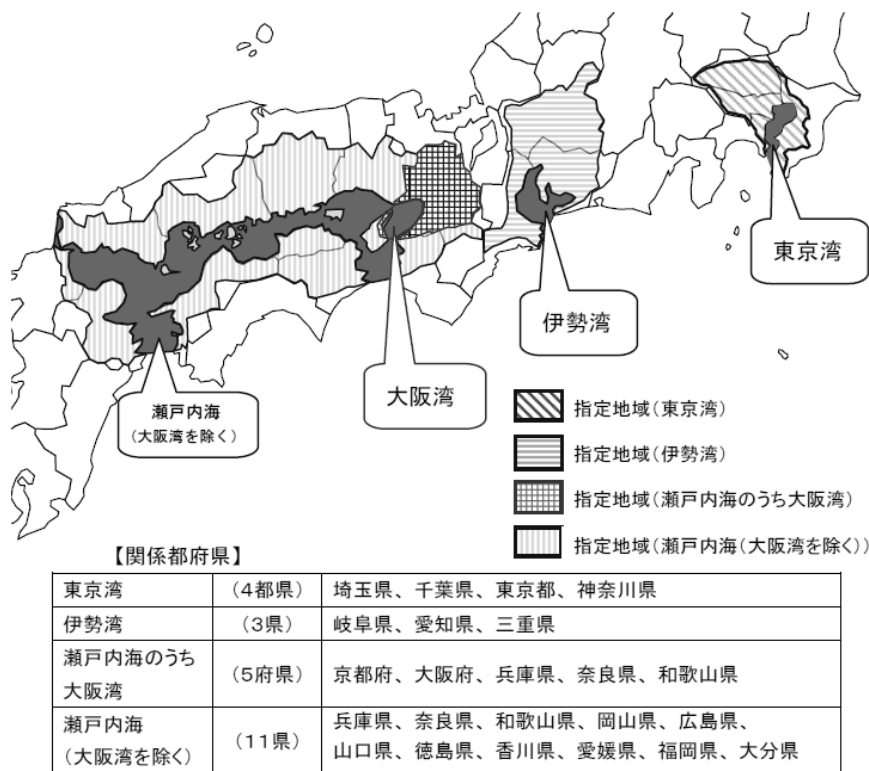 東京湾
伊勢湾
大阪湾
瀬戸内海
(大阪湾を除く)
指定地域(東京湾)
指定地域(伊勢湾)
指定地域(瀬戸内海のうち大阪湾)
指定地域(瀬戸内海(大阪湾を除く))
【関係都府県】
東京湾 (4都県) 埼玉県、千葉県、東京都、神奈川県
伊勢湾 (3県) 岐阜県、愛知県、三重県
瀬戸内海のうち
大阪湾 (5府県) 京都府、大阪府、兵庫県、奈良県、和歌山県
瀬戸内海
(大阪湾を除く) (11県) 兵庫県、奈良県、和歌山県、岡山県、広島県、
山口県、徳島県、香川県、愛媛県、福岡県、大分県